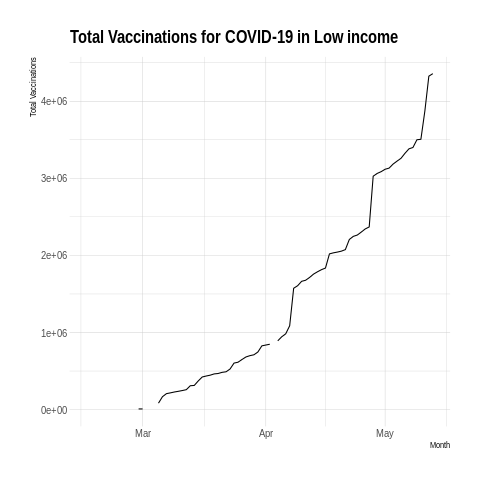 Total Vaccinations for COVID-19 in Low income
Total Vaccinations
4e+06
3e+06
2e+06
1e+06
0e+00
Mar Apr May
Month